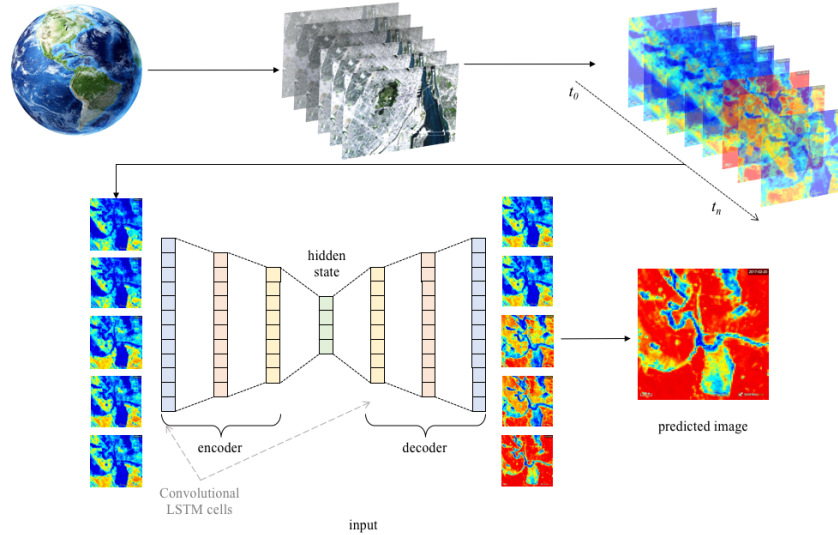 t₀
tₙ
hidden
state
encoder
decoder
predicted image
Convolutional
LSTM cells
input